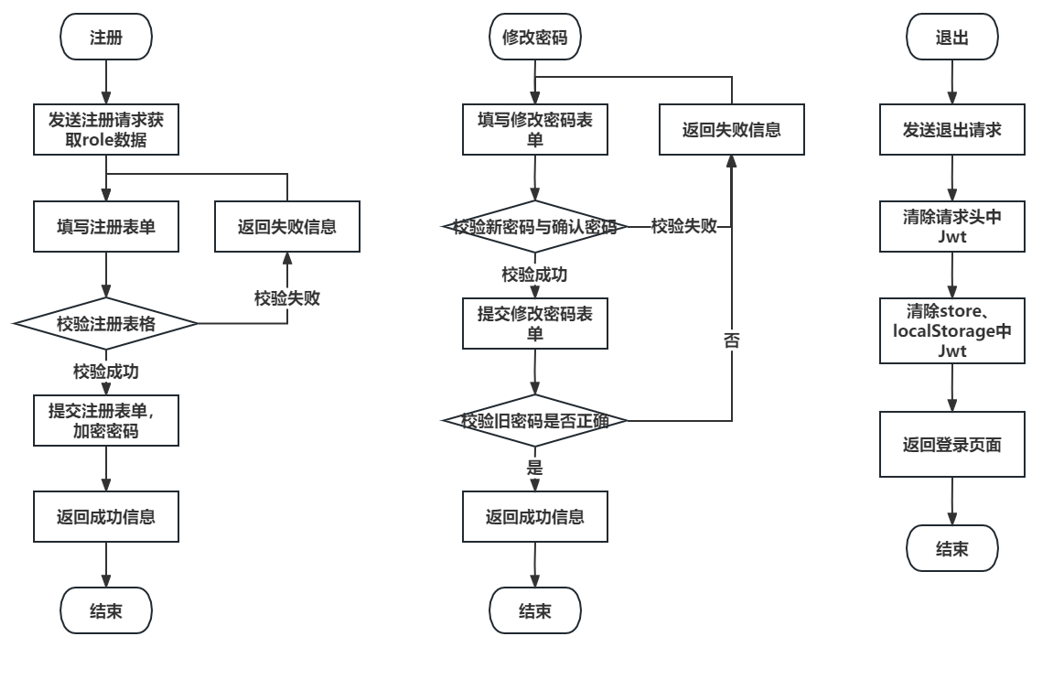 注册
发送注册请求获
取role数据
填写注册表单
返回失败信息
校验失败
校验注册表格
校验成功
提交注册表单，
加密密码
返回成功信息
结束
修改密码
填写修改密码表
单
返回失败信息
校验新密码与确认密码
校验失败
校验成功
提交修改密码表
单
否
校验旧密码是否正确
是
返回成功信息
结束
退出
发送退出请求
清除请求头中
Jwt
清除store、
localStorage中
Jwt
返回登录页面
结束